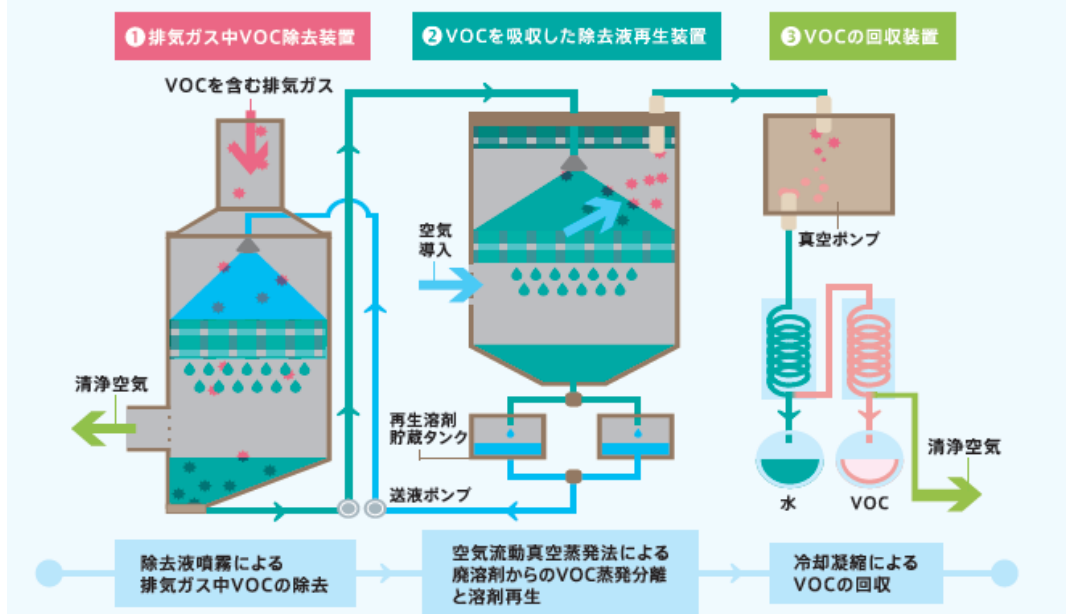 ❶排気ガス中VOC除去装置
❷VOCを吸収した除去液再生装置
❸VOCの回収装置
VOCを含む排気ガス
空気
導入
真空ポンプ
清浄空気
再生溶剤
貯蔵タンク
送液ポンプ
水
VOC
清浄空気
除去液噴霧による
排気ガス中VOCの除去
空気流動真空蒸発法による
廃溶剤からのVOC蒸発分離
と溶剤再生
冷却凝縮による
VOCの回収